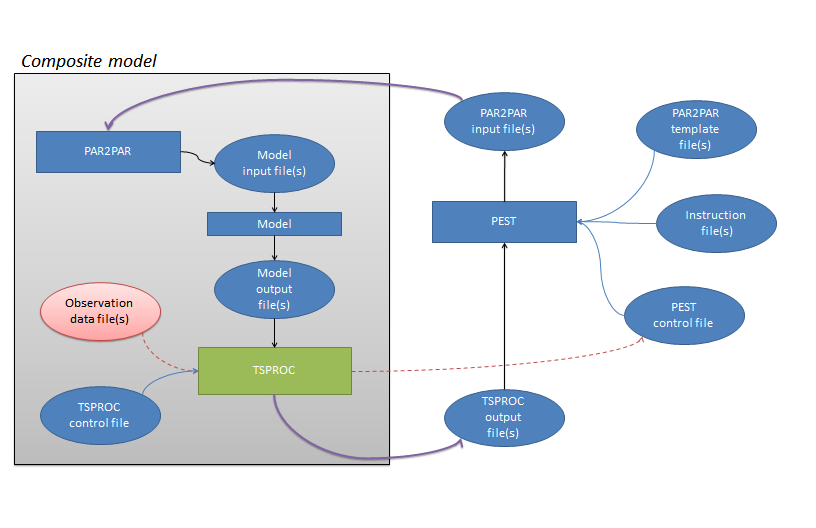 Composite model
PAR2PAR
Model
input file(s)
Model
Model
output
file(s)
Observation
data file(s)
TSPROC
TSPROC
control file
PAR2PAR
input file(s)
PEST
TSPROC
output
file(s)
PAR2PAR
template
file(s)
Instruction
file(s)
PEST
control file